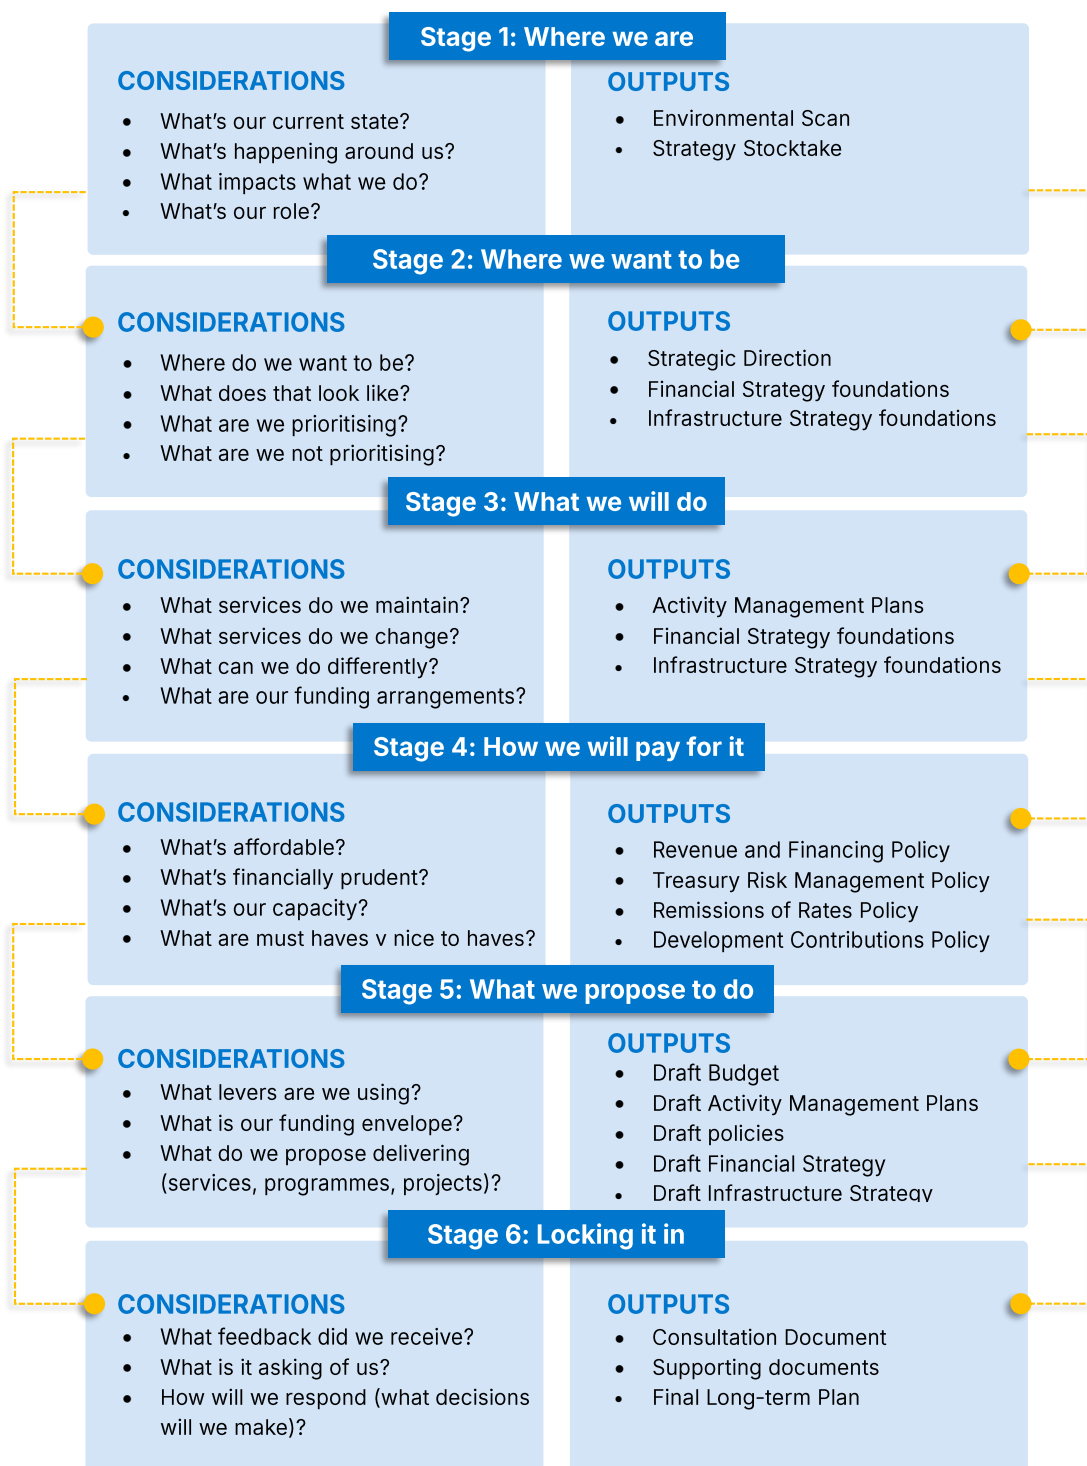 Stage 1: Where we are
CONSIDERATIONS
What's our current state?
What's happening around us?
What impacts what we do?
What's our role?
OUTPUTS
Environmental Scan
Strategy Stocktake
Stage 2: Where we want to be
CONSIDERATIONS
Where do we want to be?
What does that look like?
What are we prioritising?
What are we not prioritising?
OUTPUTS
Strategic Direction
Financial Strategy foundations
Infrastructure Strategy foundations
Stage 3: What we will do
CONSIDERATIONS
What services do we maintain?
What services do we change?
What can we do differently?
What are our funding arrangements?
OUTPUTS
Activity Management Plans
Financial Strategy foundations
Infrastructure Strategy foundations
Stage 4: How we will pay for it
CONSIDERATIONS
What's affordable?
What's financially prudent?
What's our capacity?
What are must haves v nice to haves?
OUTPUTS
Revenue and Financing Policy
Treasury Risk Management Policy
Remissions of Rates Policy
Development Contributions Policy
Stage 5: What we propose to do
CONSIDERATIONS
What levers are we using?
What is our funding envelope?
What do we propose delivering
(services, programmes, projects)?
OUTPUTS
Draft Budget
Draft Activity Management Plans
Draft policies
Draft Financial Strategy
Draft Infrastructure Strategy
Stage 6: Locking it in
CONSIDERATIONS
What feedback did we receive?
What is it asking of us?
How will we respond (what decisions
will we make)?
OUTPUTS
Consultation Document
Supporting documents
Final Long-term Plan